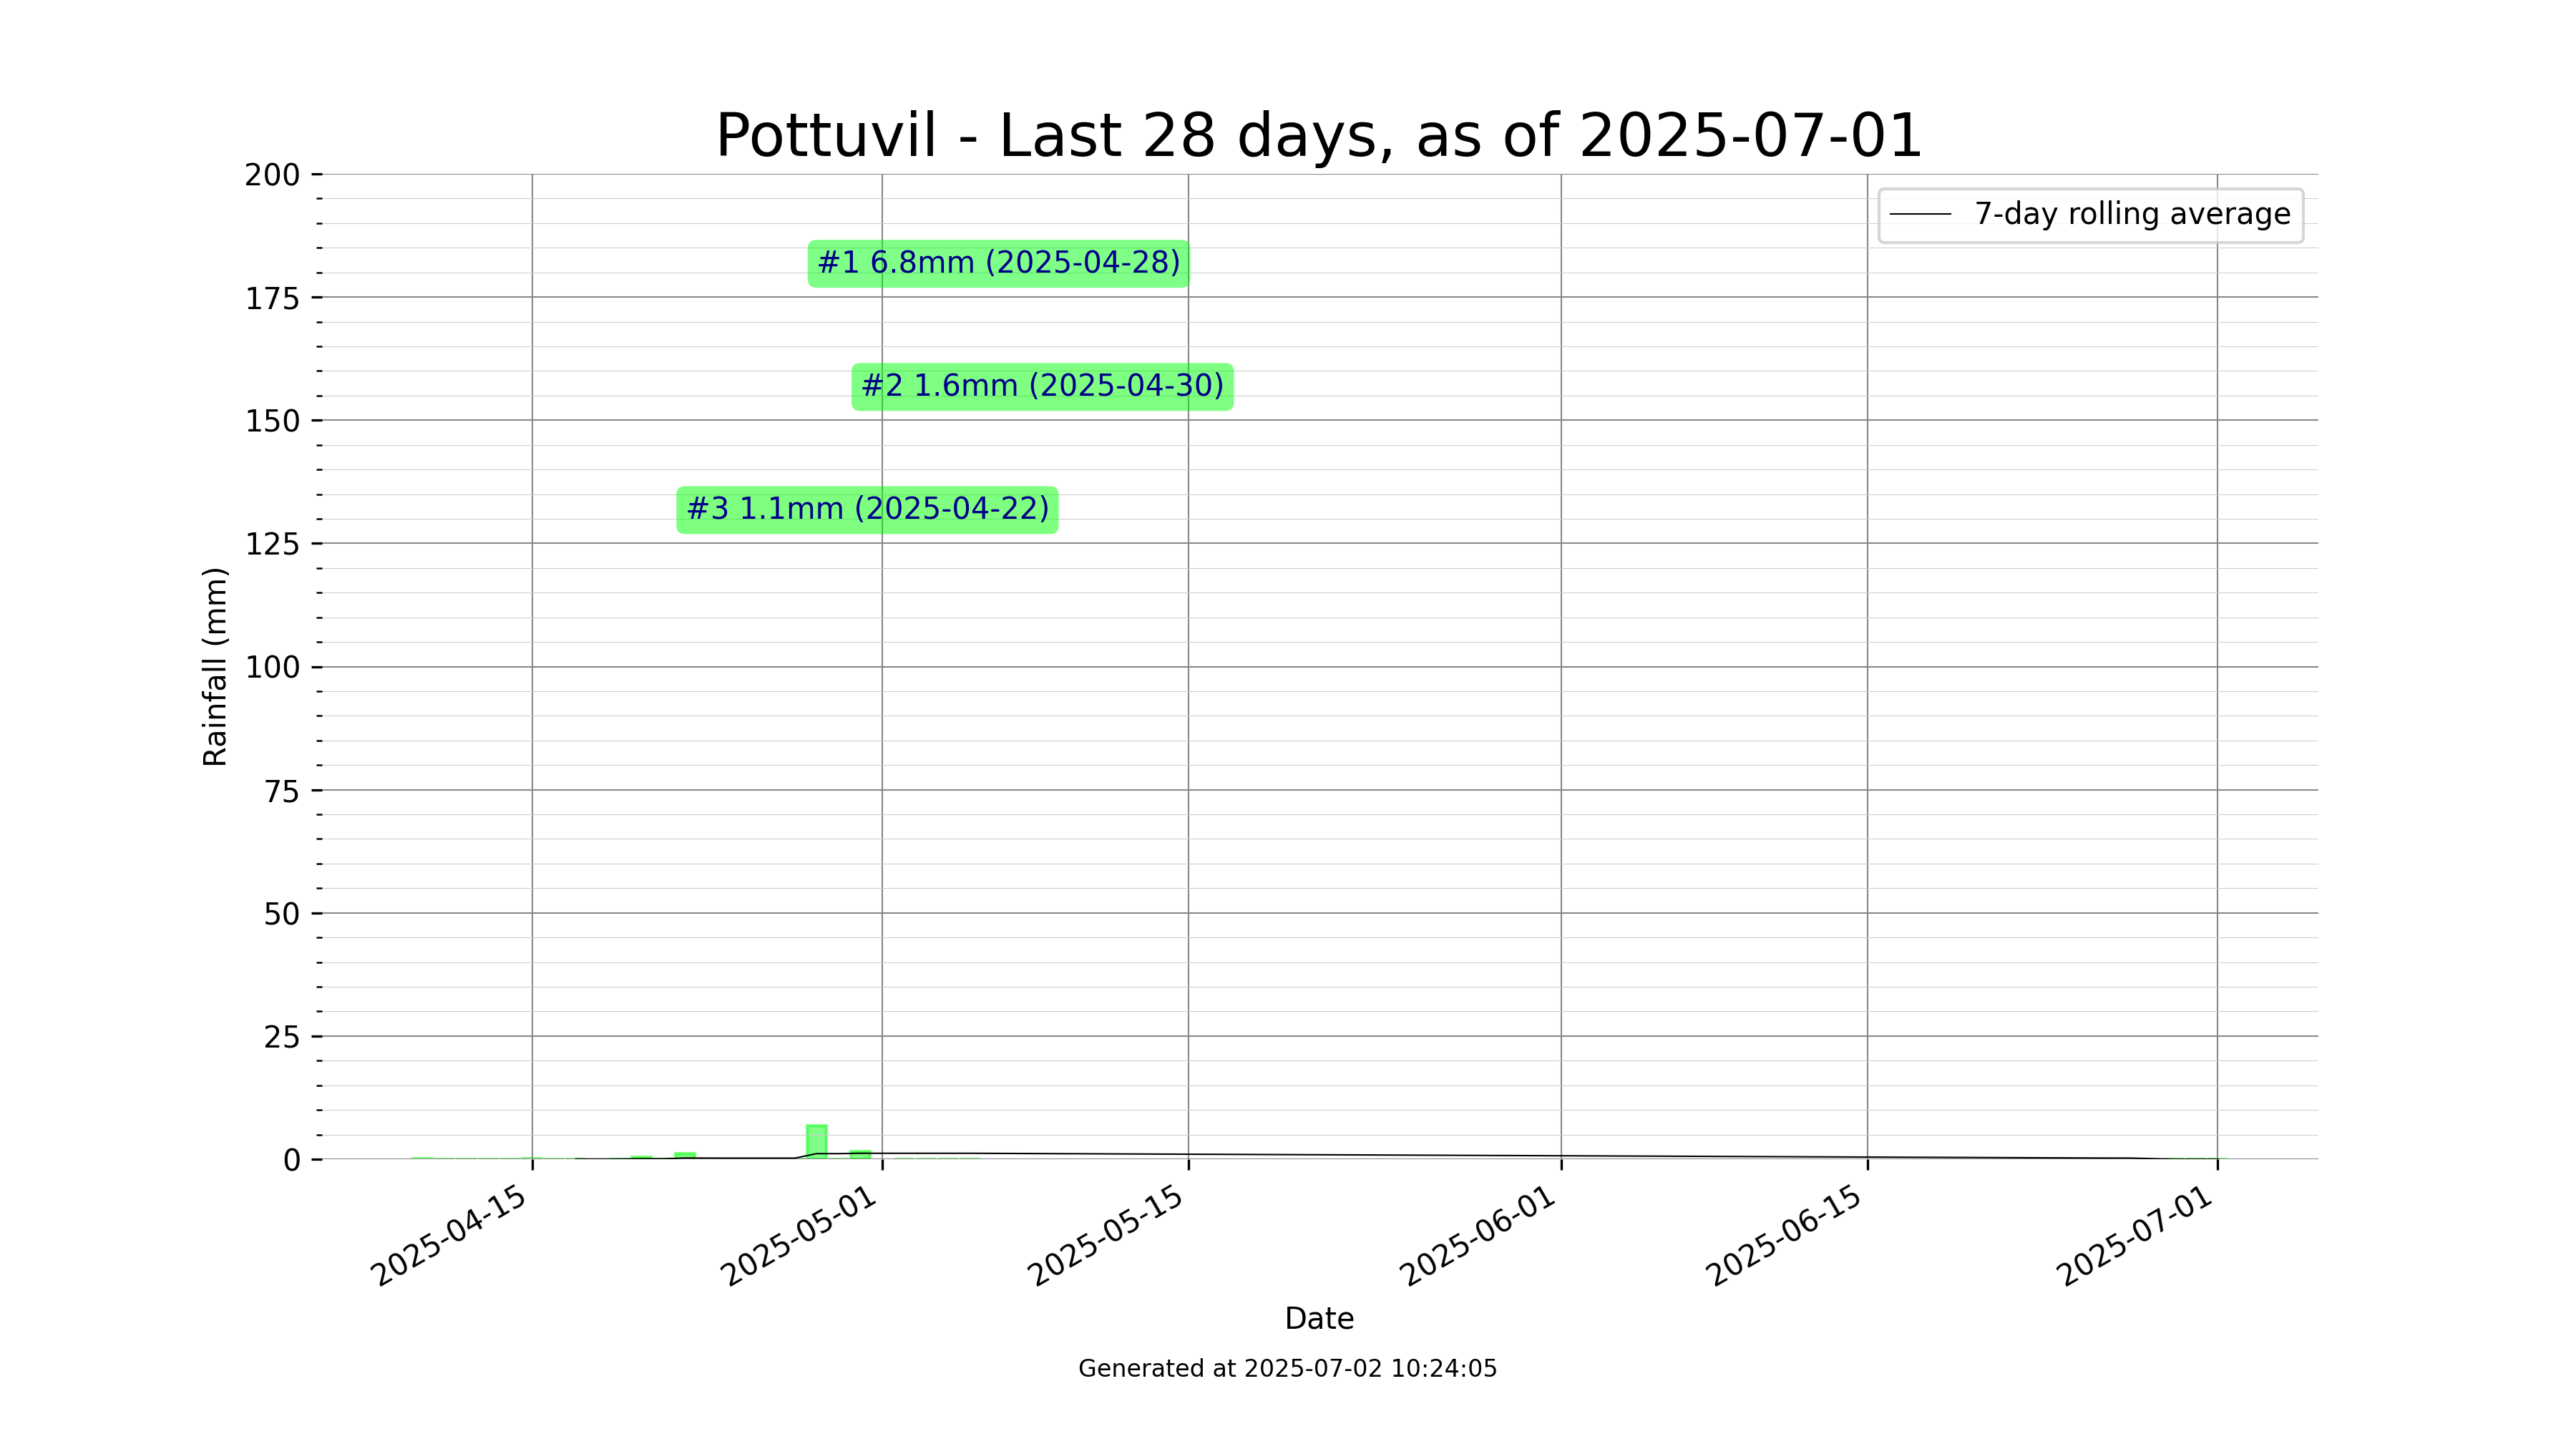 Pottuvil - Last 28 days, as of 2025-07-01
200
175
150
125
100
75
50
25
0
Rainfall (mm)
7-day rolling average
#1 6.8mm (2025-04-28)
#2 1.6mm (2025-04-30)
#3 1.1mm (2025-04-22)
2025-04-15
2025-05-01
2025-05-15
2025-06-01
2025-06-15
2025-07-01
Date
Generated at 2025-07-02 10:24:05